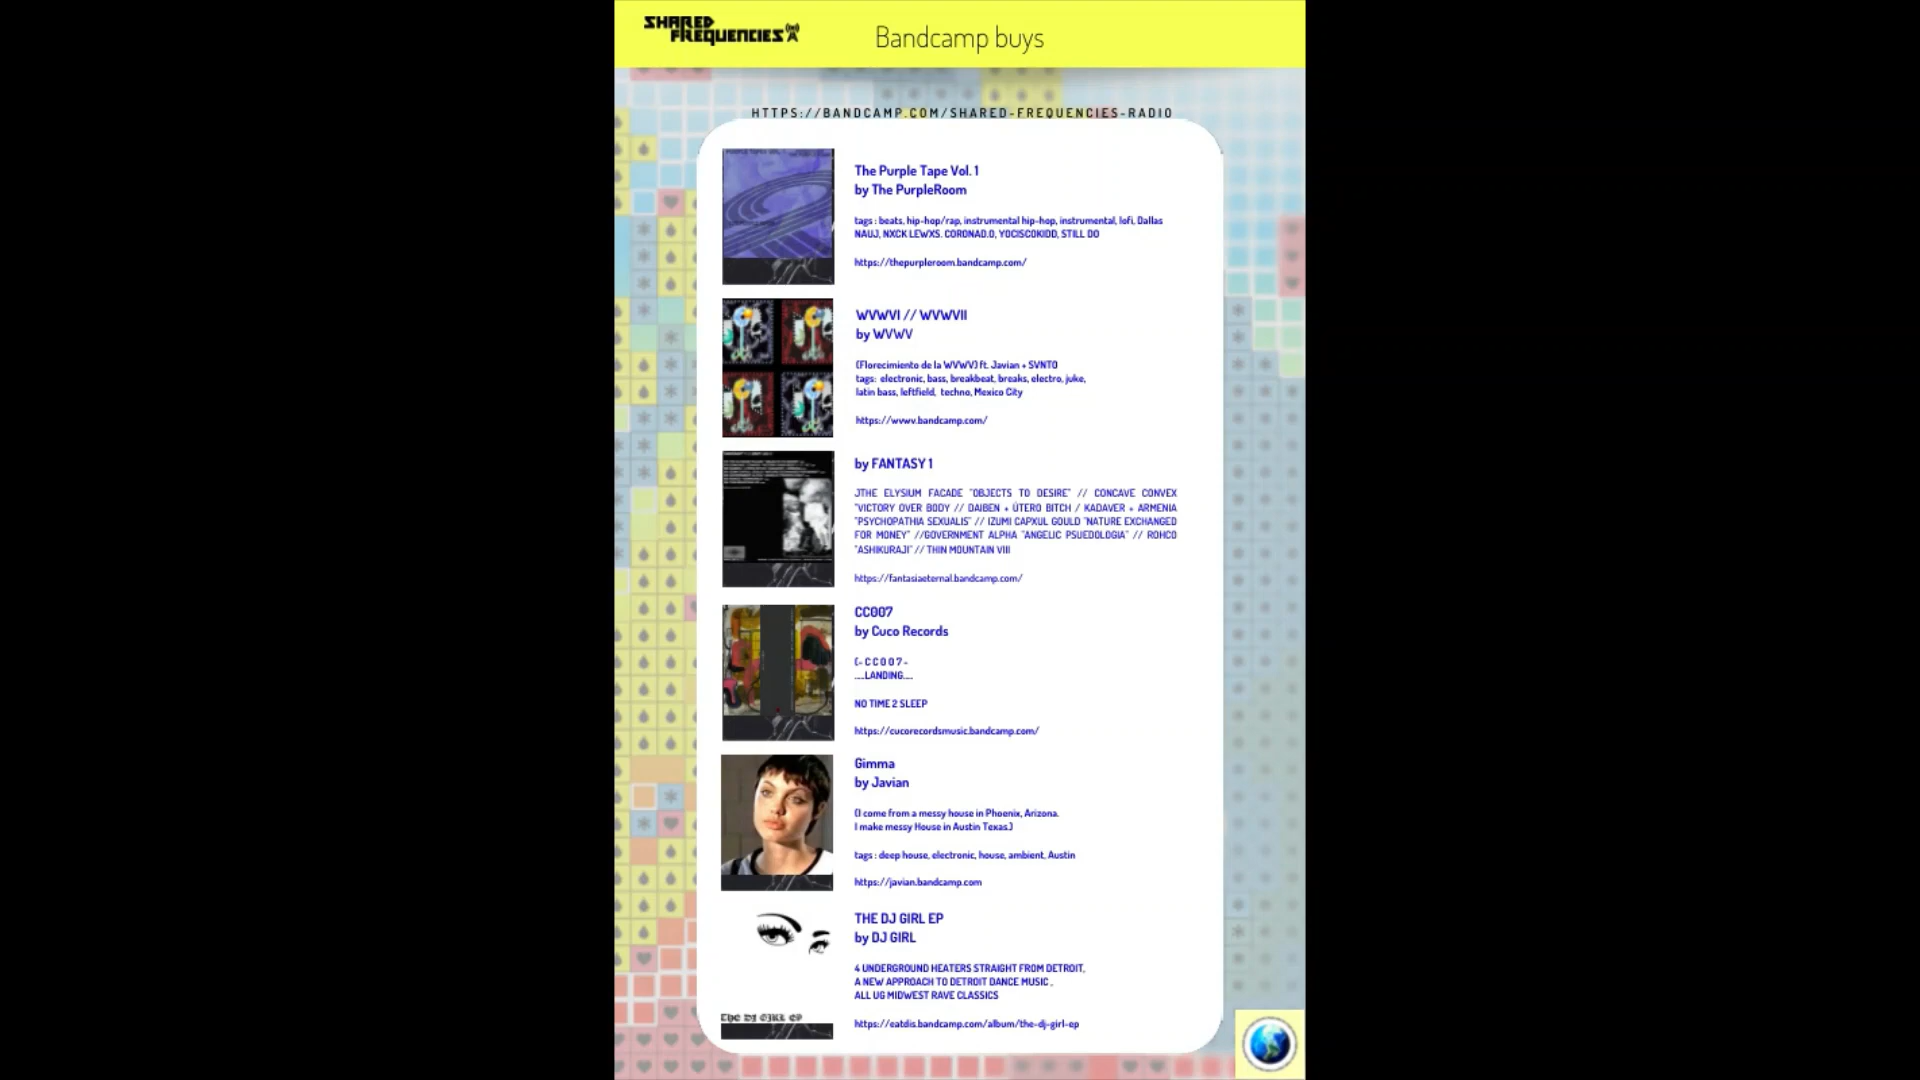 SHARED
FREQUENCIES
Bandcamp buys
HTTPS://BANDCAMP.COM/SHARED-FREQUENCIES-RADIO
The Purple Tape Vol. 1
by The PurpleRoom
tags : beats, hip-hop/rap, instrumental hip-hop, instrumental, lofi, Dallas
NAUJ, NXCK LEWXS. CORONAD.O, YOCISCOKIDD, STILL DO
https://thepurpleroom.bandcamp.com/
WVWVI // WVWVII
by WVWV
(Florecimiento de la WVWV) ft. Javian + SVNTO
tags: electronic, bass, breakbeat, breaks, electro, juke,
latin bass, leftfield, techno, Mexico City
https://wvwv.bandcamp.com/
by FANTASY 1
JTHE ELYSIUM FACADE "OBJECTS TO DESIRE" // CONCAVE CONVEX
"VICTORY OVER BODY // DAIBEN + ÚTERO BITCH / KADAVER + ARMENIA
"PSYCHOPATHIA SEXUALIS" // IZUMI CAPXUL GOULD "NATURE EXCHANGED
FOR MONEY" //GOVERNMENT ALPHA "ANGELIC PSUEDOLOGIA" // ROHCO
"ASHIKURAJI" // THIN MOUNTAIN VIII
https://fantasiaeternal.bandcamp.com/
CC007
by Cuco Records
(- C C 0 0 7 -
....LANDING....
NO TIME 2 SLEEP
https://cucorecordsmusic.bandcamp.com/
Gimma
by Javian
(I come from a messy house in Phoenix, Arizona.
I make messy House in Austin Texas.)
tags : deep house, electronic, house, ambient, Austin
https://javian.bandcamp.com
THE DJ GIRL EP
by DJ GIRL
4 UNDERGROUND HEATERS STRAIGHT FROM DETROIT,
A NEW APPROACH TO DETROIT DANCE MUSIC ,
ALL UG MIDWEST RAVE CLASSICS
The DJ GIRL EP
https://eatdis.bandcamp.com/album/the-dj-girl-ep